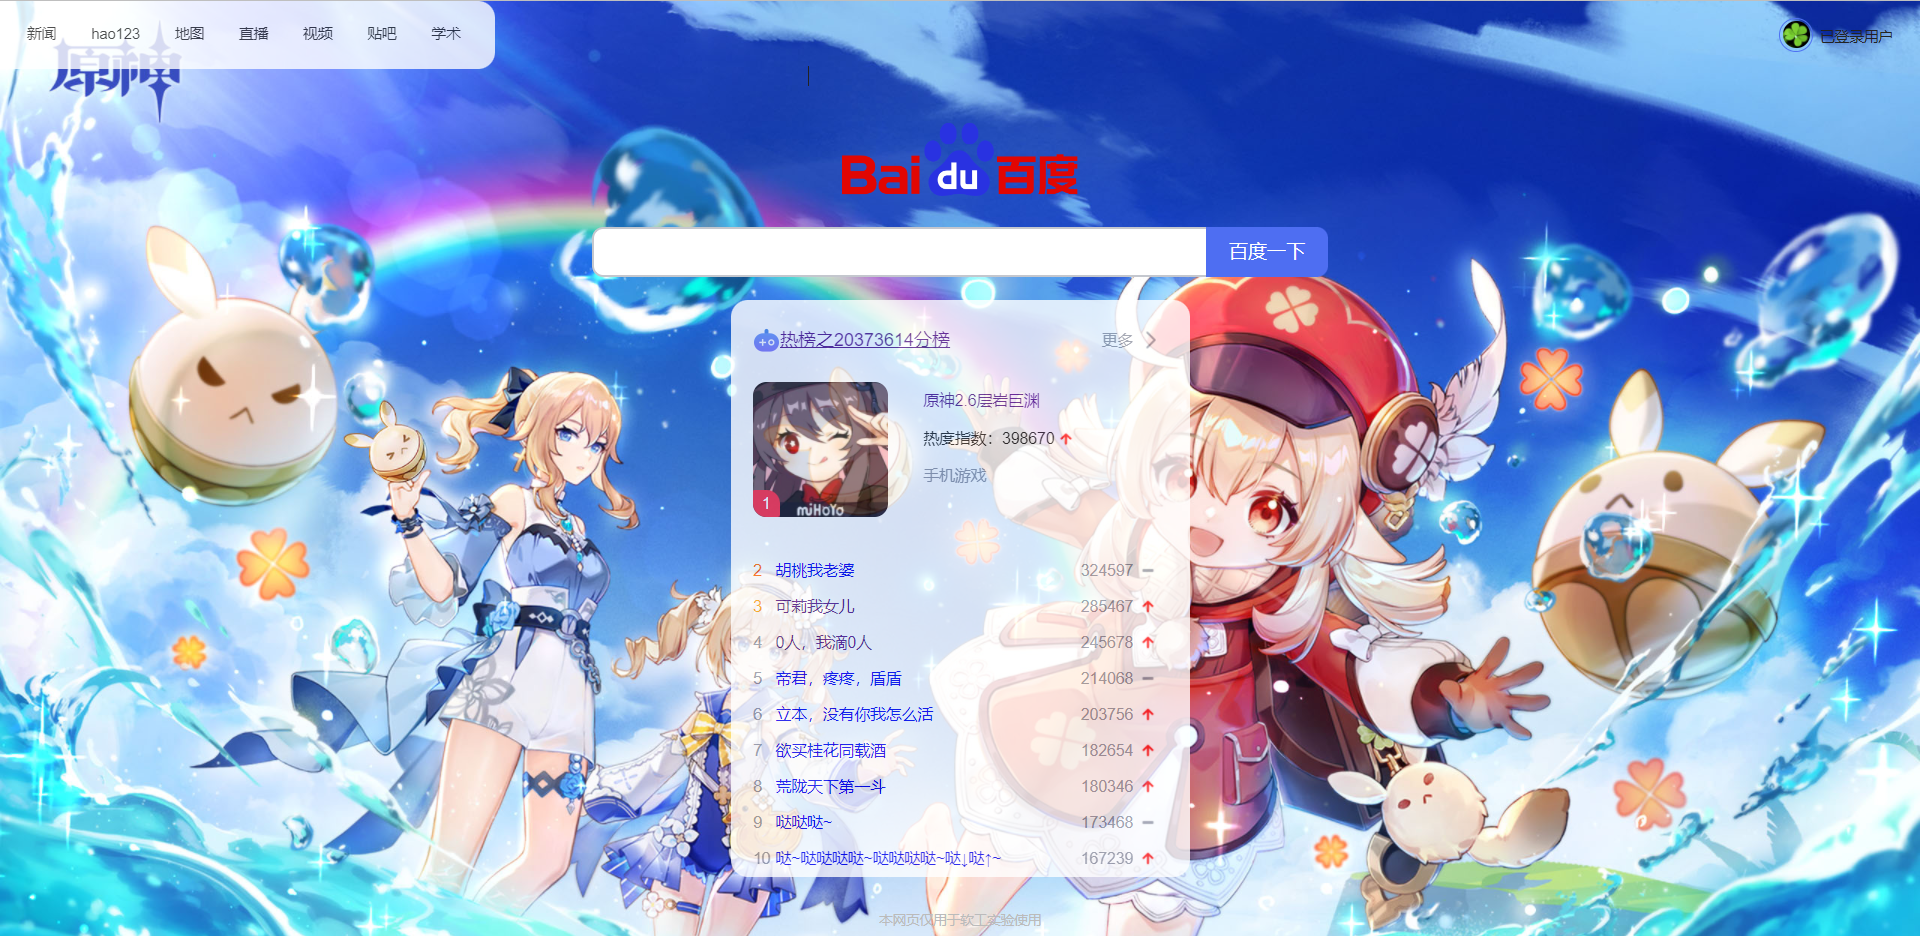 新闻 hao123 地图 直播 视频 贴吧 学术
已登录用户
原神
Bai du 百度
百度一下
热榜之20373614分榜 更多
原神2.6层岩巨渊
热度指数：398670
手机游戏
1
miHoYo
2 胡桃我老婆 324597
3 可莉我女儿 285467
4 0人，我滴0人 245678
5 帝君，疼疼，盾盾 214068
6 立本，没有你我怎么活 203756
7 欲买桂花同载酒 182654
8 荒陇天下第一斗 180346
9 哒哒哒~ 173468
10 哒~哒哒哒哒~哒哒哒哒~哒↓哒↑~ 167239
本网页仅用于软工实验使用